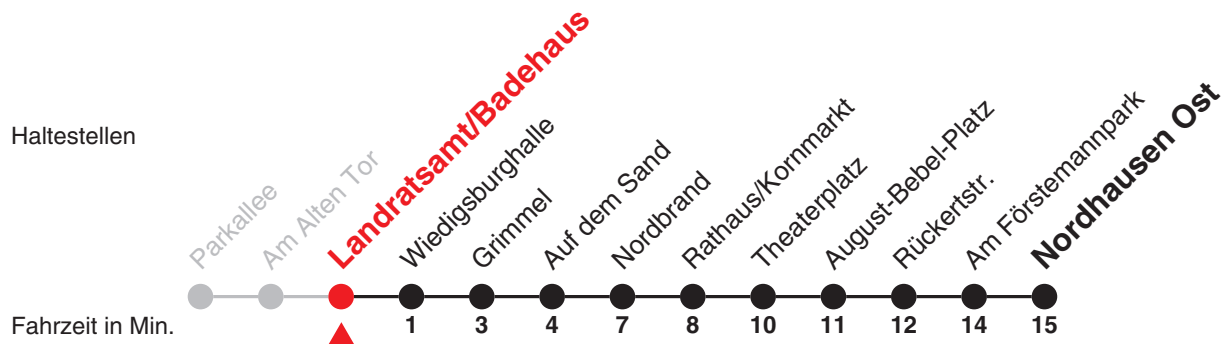 Haltestellen
Parkallee
Am Alten Tor
Landratsamt/Badehaus
Wiedigsburghalle
Grimmel
Auf dem Sand
Nordbrand
Rathaus/Kornmarkt
Theaterplatz
August-Bebel-Platz
Rückertstr.
Am Förstemannpark
Nordhausen Ost
Fahrzeit in Min. 1 3 4 7 8 10 11 12 14 15